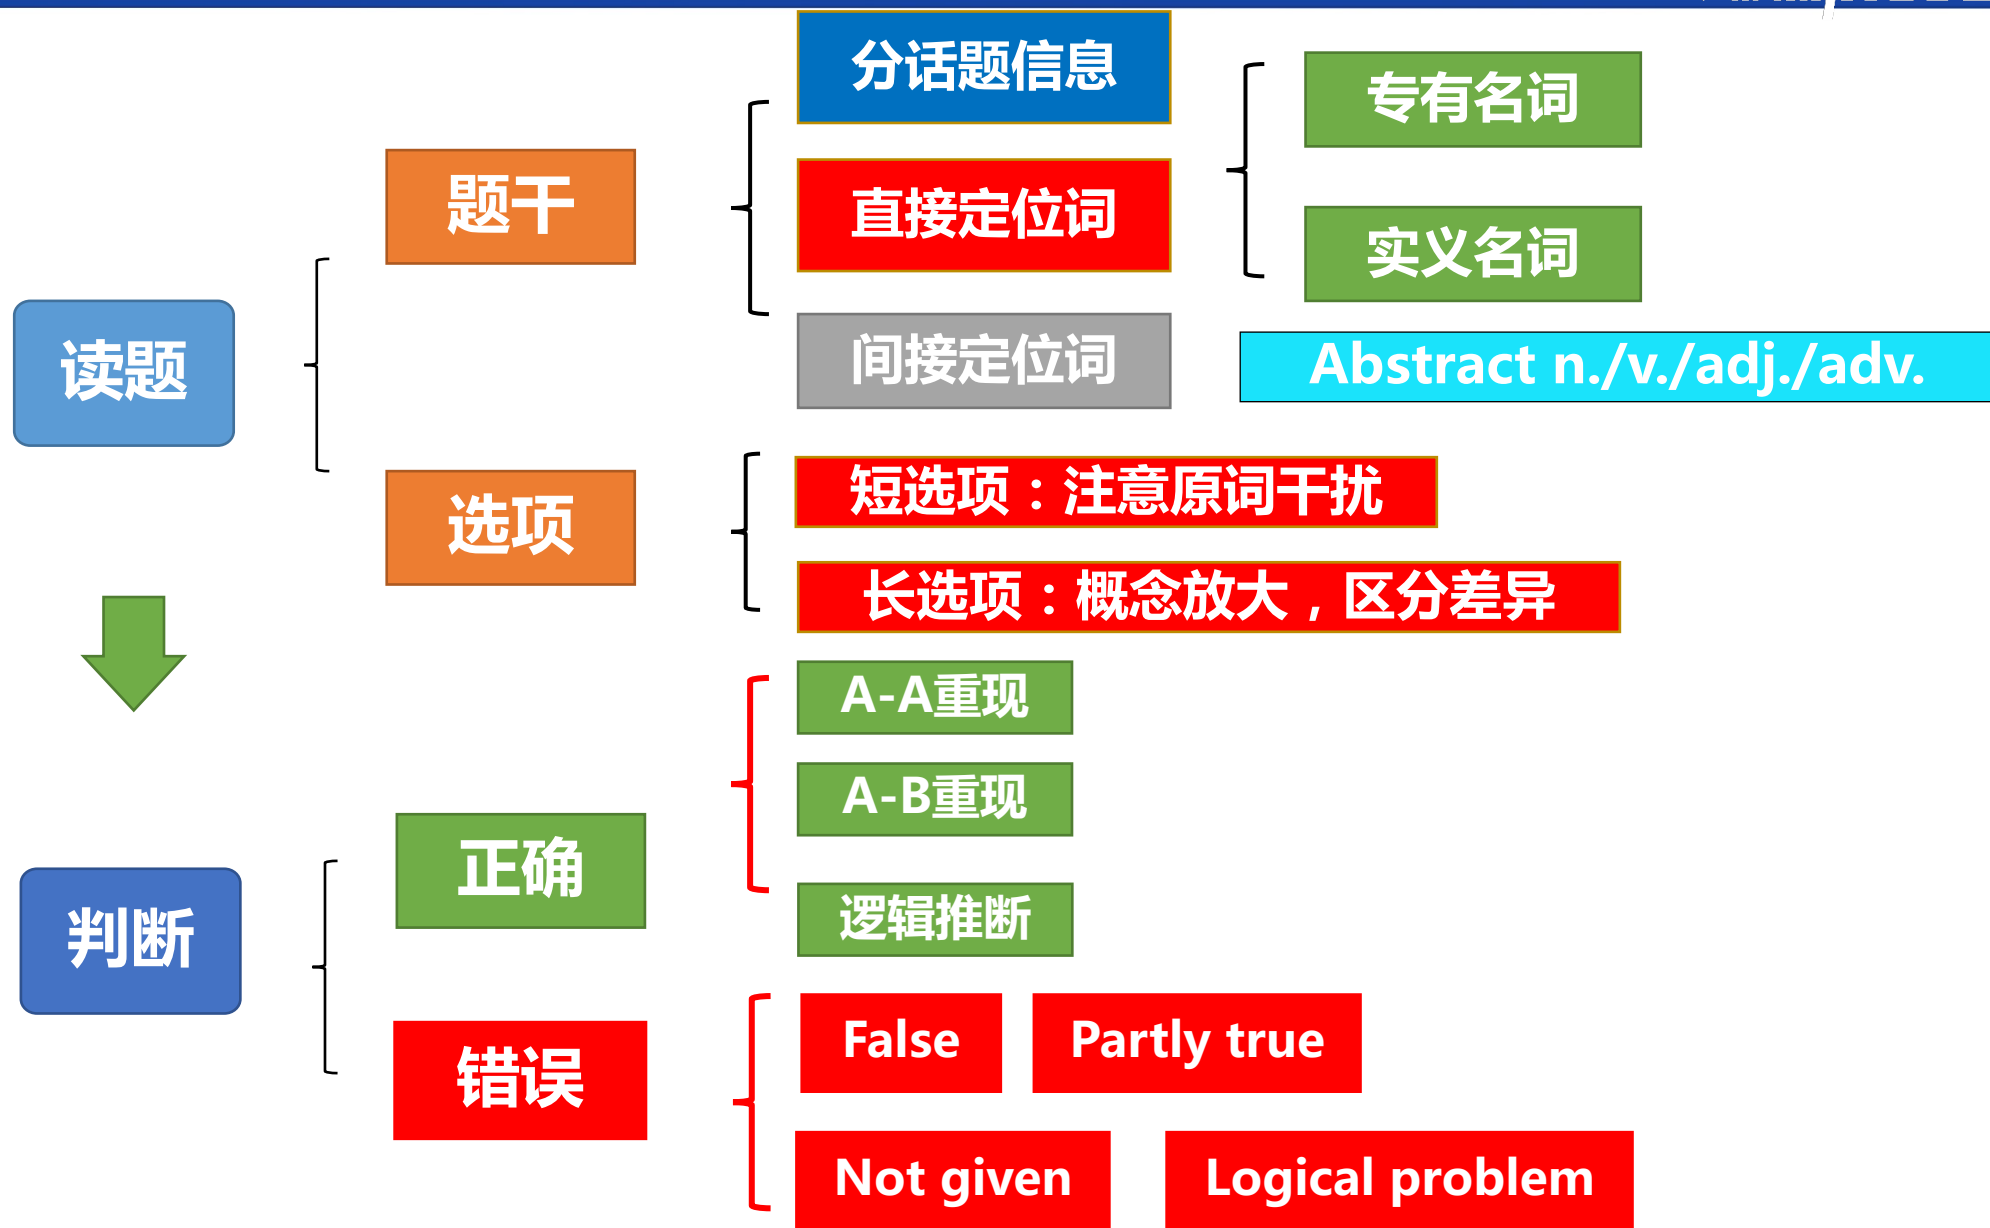 分话题信息
专有名词
题干
直接定位词
实义名词
读题
间接定位词
Abstract n./v./adj./adv.
选项
短选项：注意原词干扰
长选项：概念放大，区分差异
A-A重现
A-B重现
正确
逻辑推断
判断
错误
False
Partly true
Not given
Logical problem